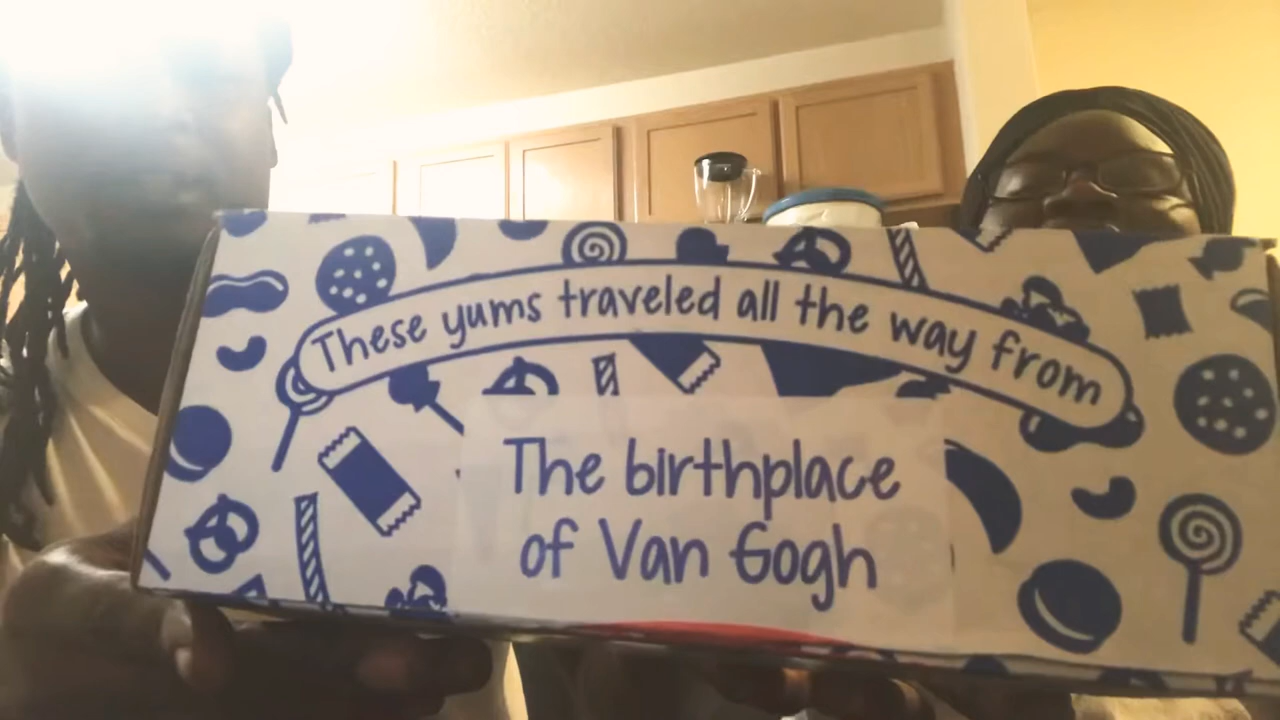 These yums traveled all the way from
The birthplace
of Van Gogh